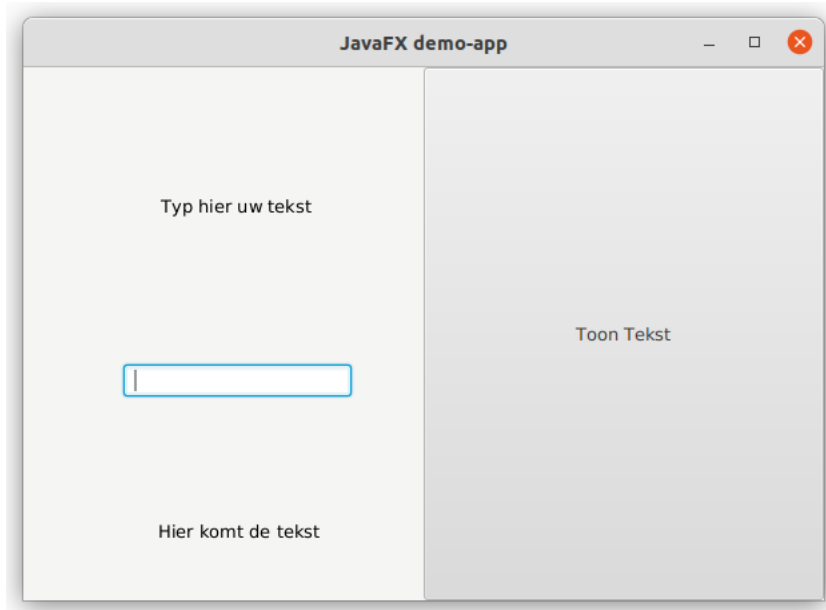 JavaFX demo-app
Typ hier uw tekst
Toon Tekst
Hier komt de tekst